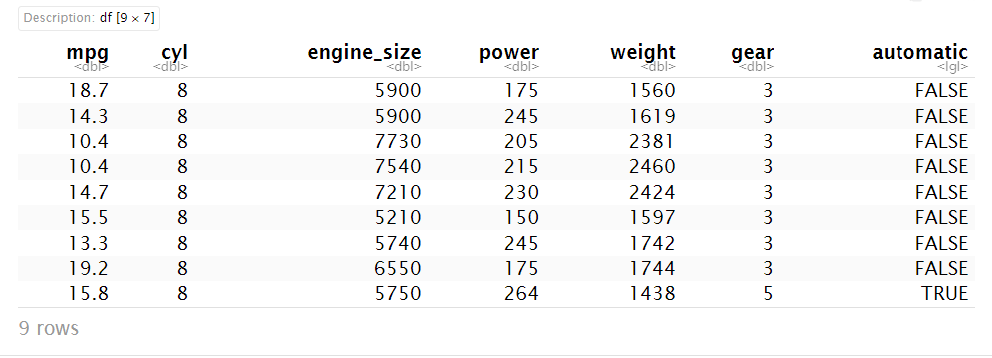 Description: df [9 × 7]
mpg cyl engine_size power weight gear automatic
<dbl> <dbl> <dbl> <dbl> <dbl> <dbl> <lgl>
18.7 8 5900 175 1560 3 FALSE
14.3 8 5900 245 1619 3 FALSE
10.4 8 7730 205 2381 3 FALSE
10.4 8 7540 215 2460 3 FALSE
14.7 8 7210 230 2424 3 FALSE
15.5 8 5210 150 1597 3 FALSE
13.3 8 5740 245 1742 3 FALSE
19.2 8 6550 175 1744 3 FALSE
15.8 8 5750 264 1438 5 TRUE
9 rows